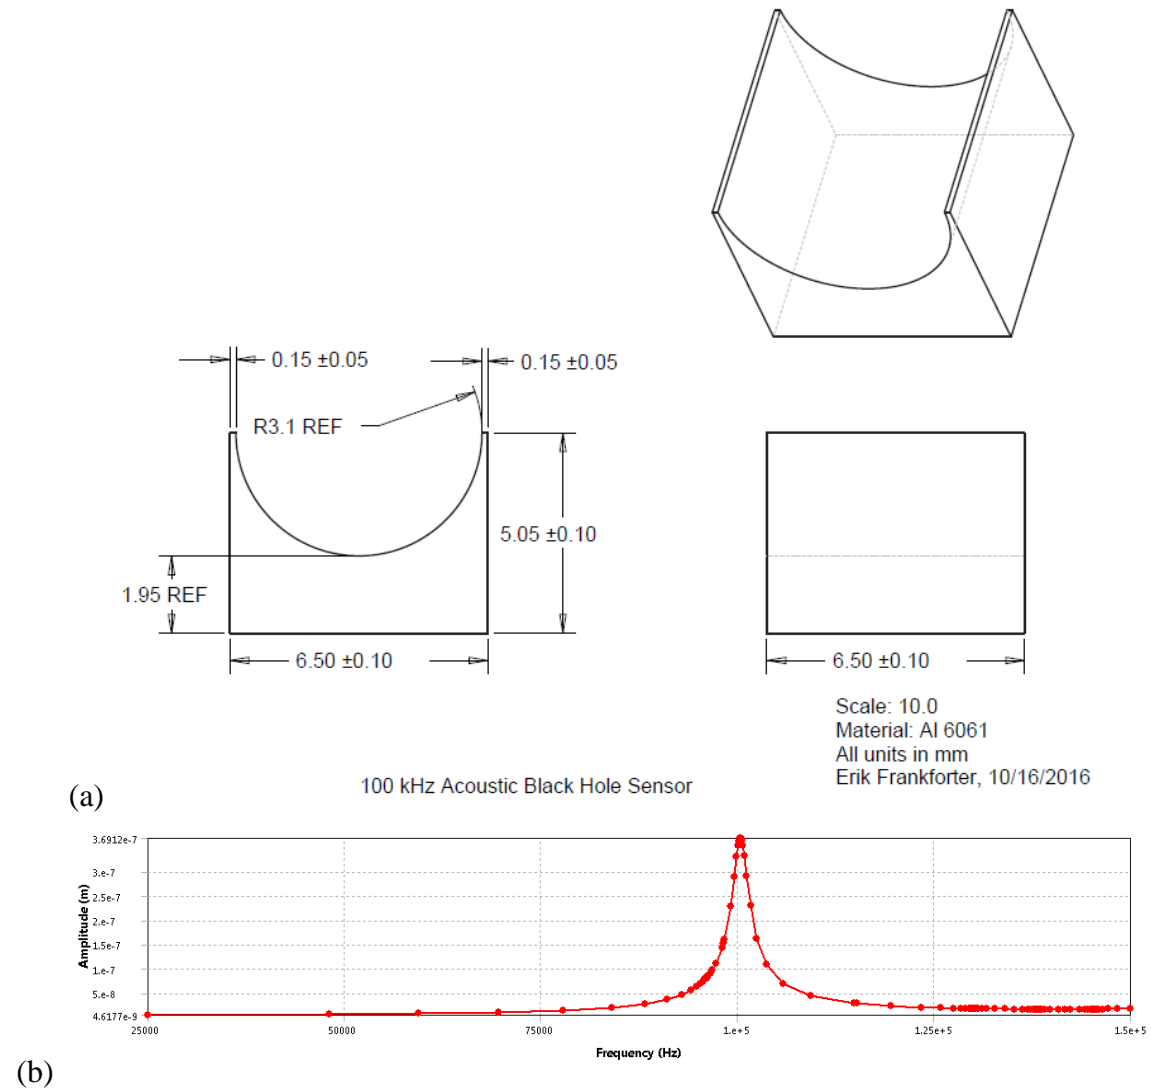 0.15 ±0.05
0.15 ±0.05
R3.1 REF
5.05 ±0.10
1.95 REF
6.50 ±0.10
6.50 ±0.10
Scale: 10.0
Material: Al 6061
All units in mm
Erik Frankforter, 10/16/2016
100 kHz Acoustic Black Hole Sensor
(a)
3.6912e-7
3.e-7
2.5e-7
2.e-7
1.5e-7
1.e-7
5.e-8
4.6177e-9
Amplitude (m)
25000
50000
75000
1.e+5
1.25e+5
1.5e+5
Frequency (Hz)
(b)